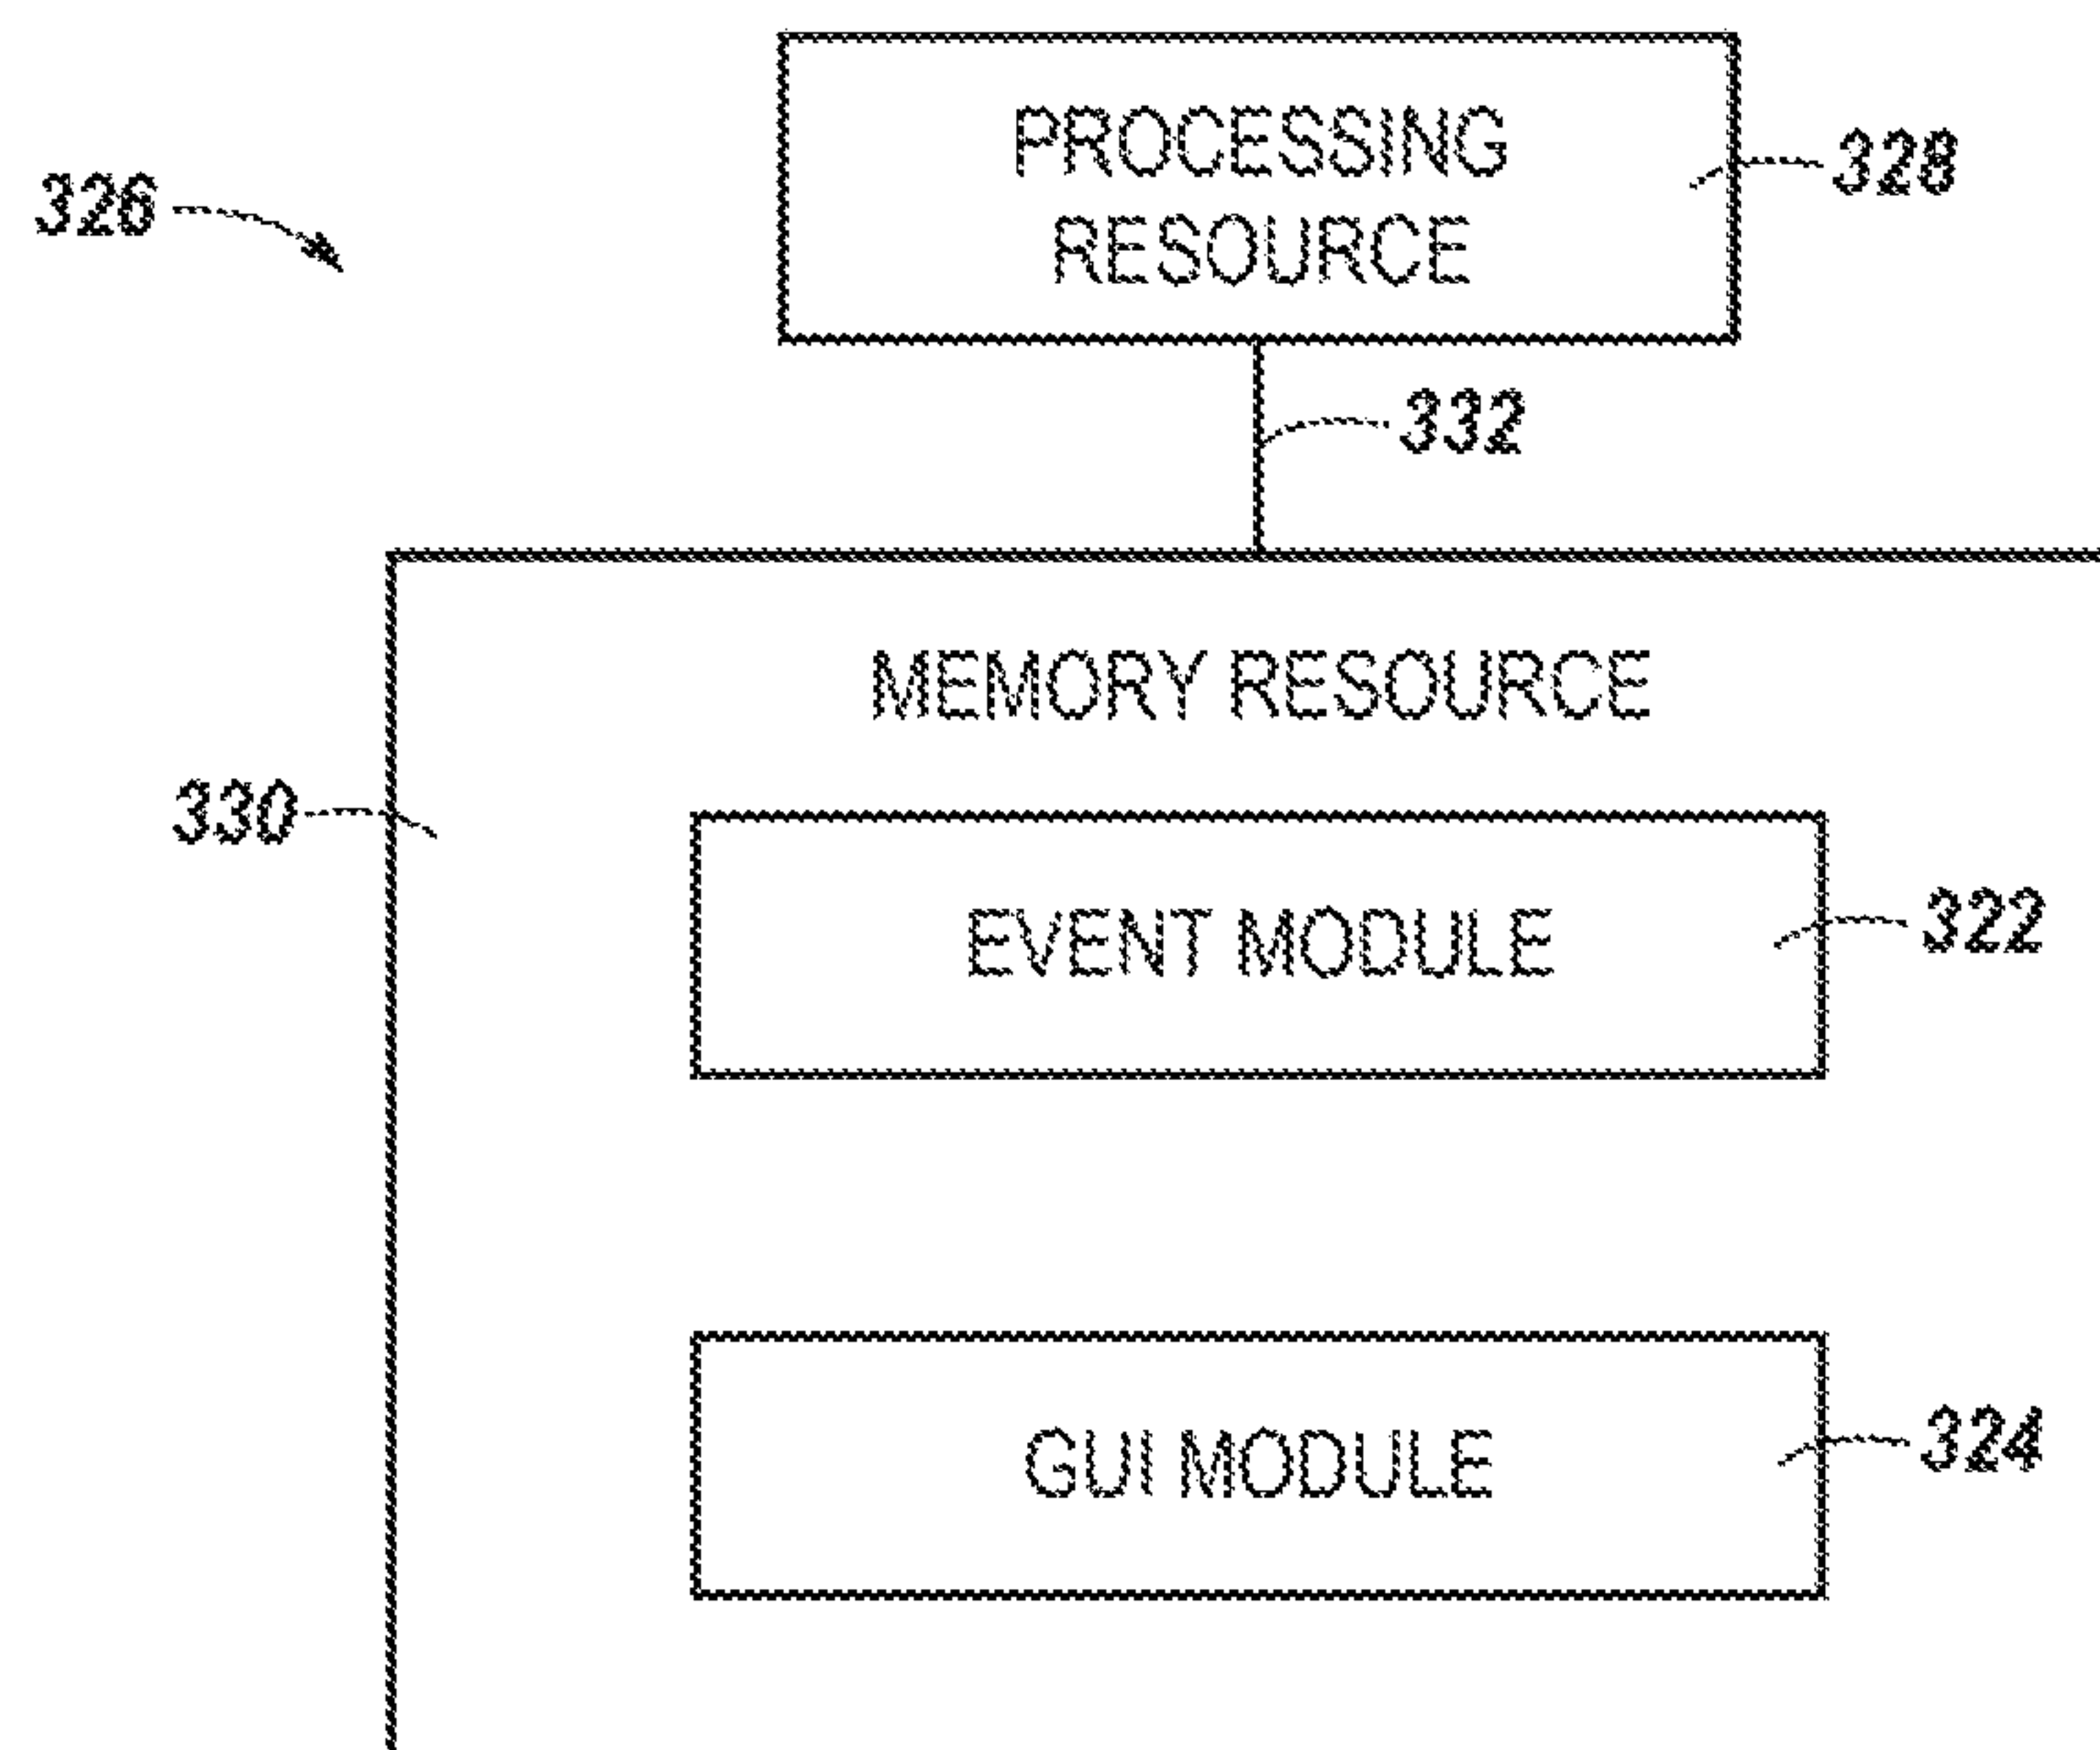 PROCESSING
RESOURCE
328
326
332
MEMORY RESOURCE
330
EVENT MODULE
322
GUI MODULE
324